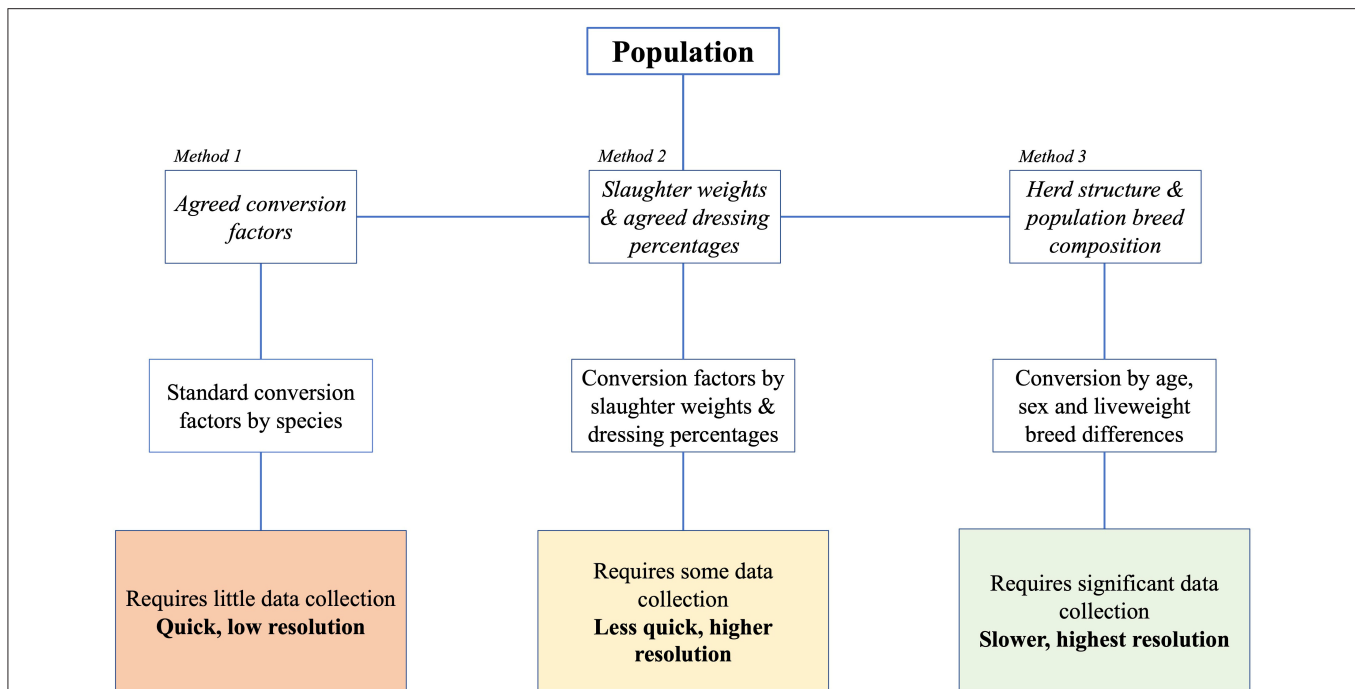 Population
Method 1
Agreed conversion
factors
Method 2
Slaughter weights
& agreed dressing
percentages
Method 3
Herd structure &
population breed
composition
Standard conversion
factors by species
Conversion factors by
slaughter weights &
dressing percentages
Conversion by age,
sex and liveweight
breed differences
Requires little data collection
Quick, low resolution
Requires some data
collection
Less quick, higher
resolution
Requires significant data
collection
Slower, highest resolution